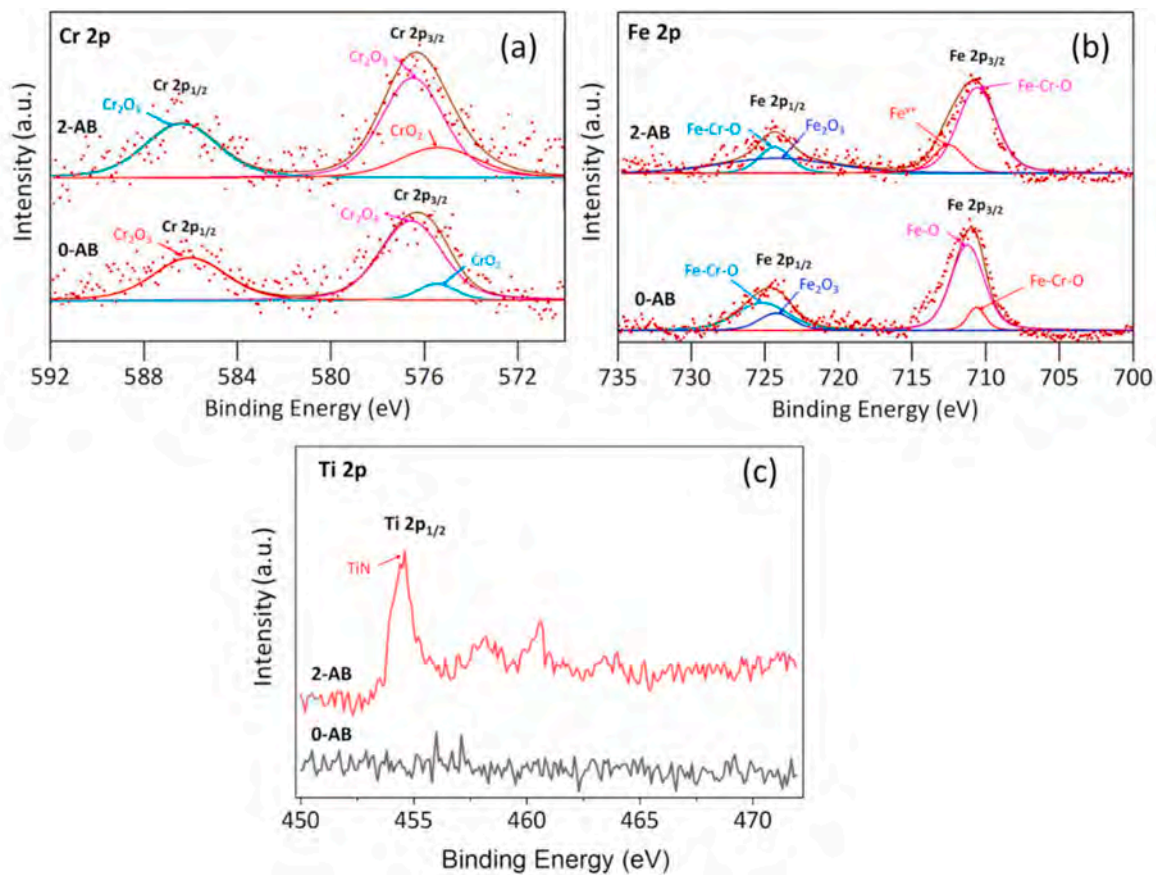 Cr 2p
(a)
Cr 2p3/2
Cr2O3
Cr 2p1/2
Cr2O3
CrO2
2-AB
Cr 2p3/2
Cr2O3
Cr 2p1/2
Cr2O3
CrO2
0-AB
Intensity (a.u.)
592 588 584 580 576 572
Binding Energy (eV)
Fe 2p
(b)
Fe 2p3/2
Fe-Cr-O
Fe 2p1/2
Fe-Cr-O
Fe2O3
2-AB
Fe 2p3/2
Fe-O
Fe 2p1/2
Fe-Cr-O
Fe2O3
Fe-Cr-O
0-AB
Intensity (a.u.)
735 730 725 720 715 710 705 700
Binding Energy (eV)
Ti 2p
(c)
Ti 2p1/2
TiN
2-AB
0-AB
Intensity (a.u.)
450 455 460 465 470
Binding Energy (eV)